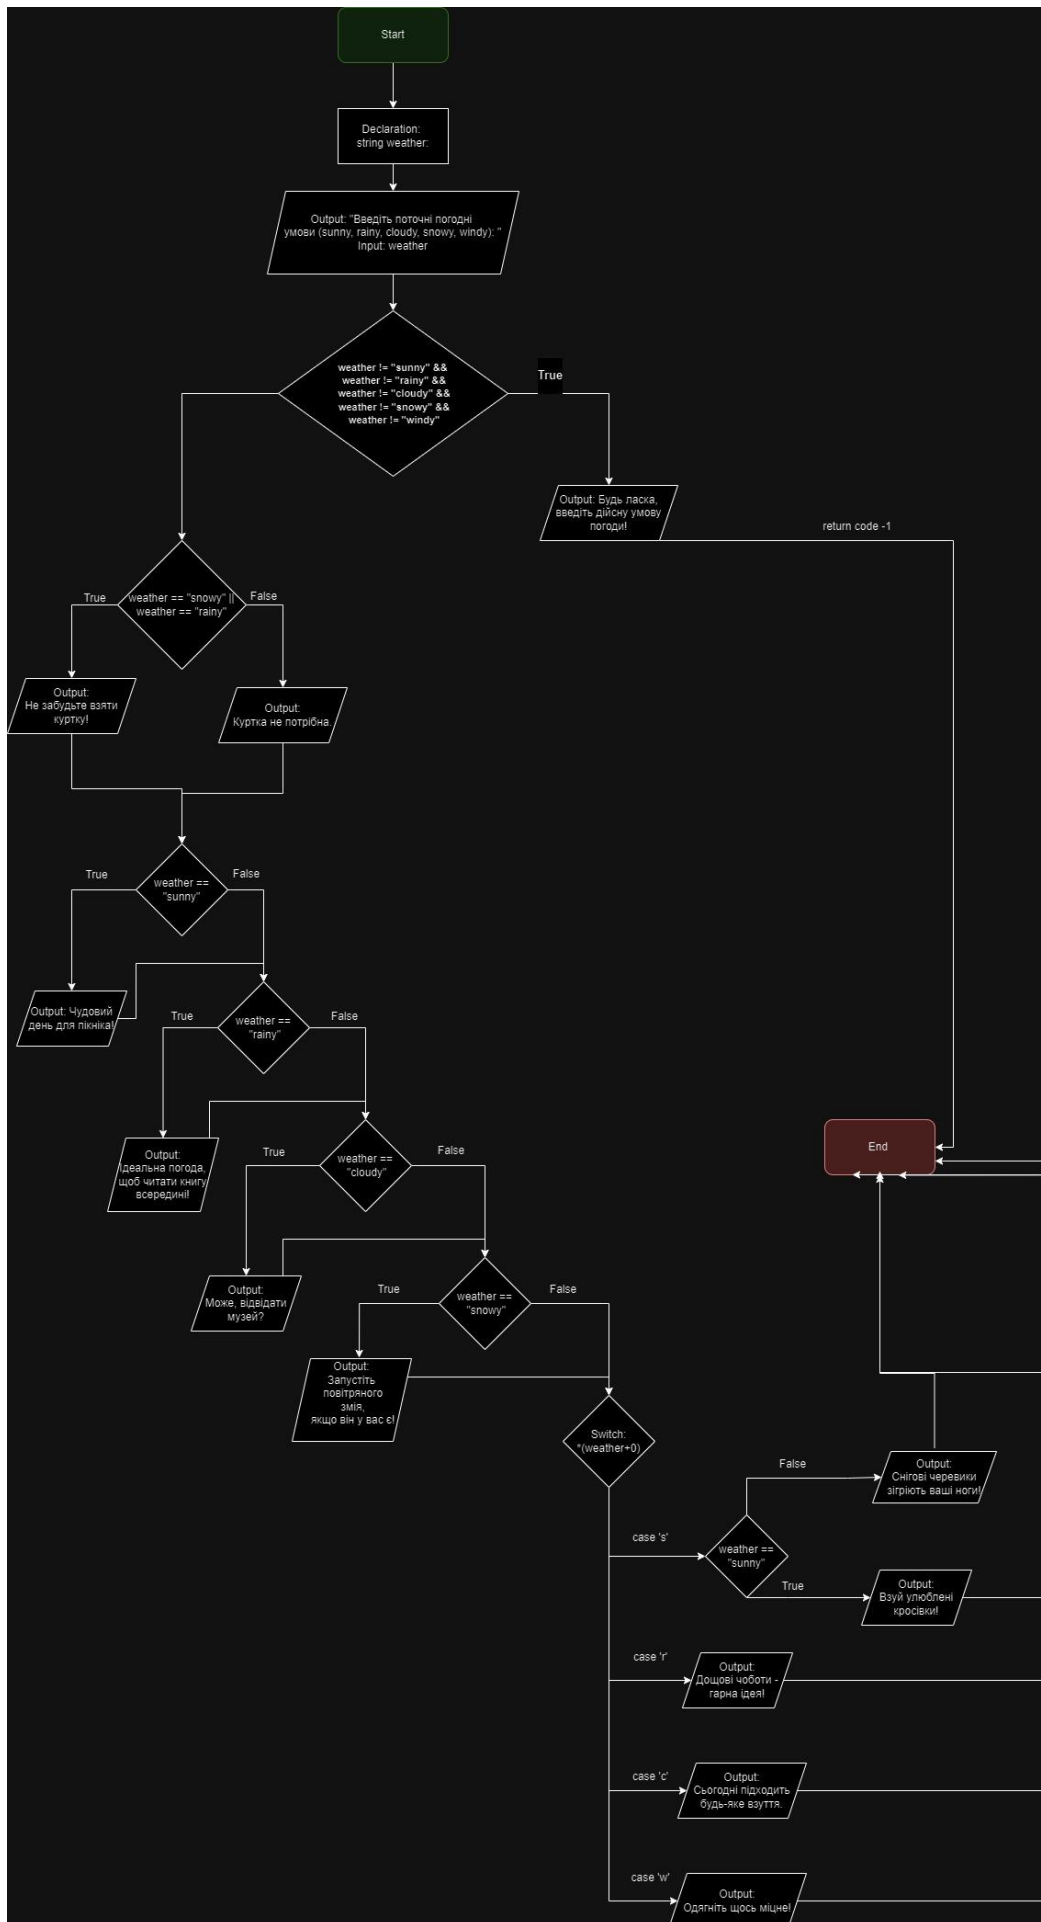 Start
Declaration:
string weather:
Output: "Введіть поточні погодні
умови (sunny, rainy, cloudy, snowy, windy): "
Input: weather
weather != "sunny" &&
weather != "rainy" &&
weather != "cloudy" &&
weather != "snowy" &&
weather != "windy"
True
Output: Будь ласка,
введіть дійсну умову
погоди!
return code -1
weather == "snowy" ||
weather == "rainy"
True
False
Output:
Не забудьте взяти
куртку!
Output:
Куртка не потрібна.
weather ==
"sunny"
True
False
Output: Чудовий
день для пікніка!
weather ==
"rainy"
True
False
Output:
Ідеальна погода,
щоб читати книгу
всередині!
weather ==
"cloudy"
True
False
End
Output:
Може, відвідати
музей?
weather ==
"snowy"
True
False
Output:
Запустіть
повітряного
змія,
якщо він у вас є!
Switch:
*(weather+0)
case 's'
weather ==
"sunny"
False
Output:
Снігові черевики
зігріють ваші ноги!
True
Output:
Взуй улюблені
кросівки!
case 'r'
Output:
Дощові чоботи -
гарна ідея!
case 'c'
Output:
Сьогодні підходить
будь-яке взуття.
case 'w'
Output:
Одягніть щось міцне!